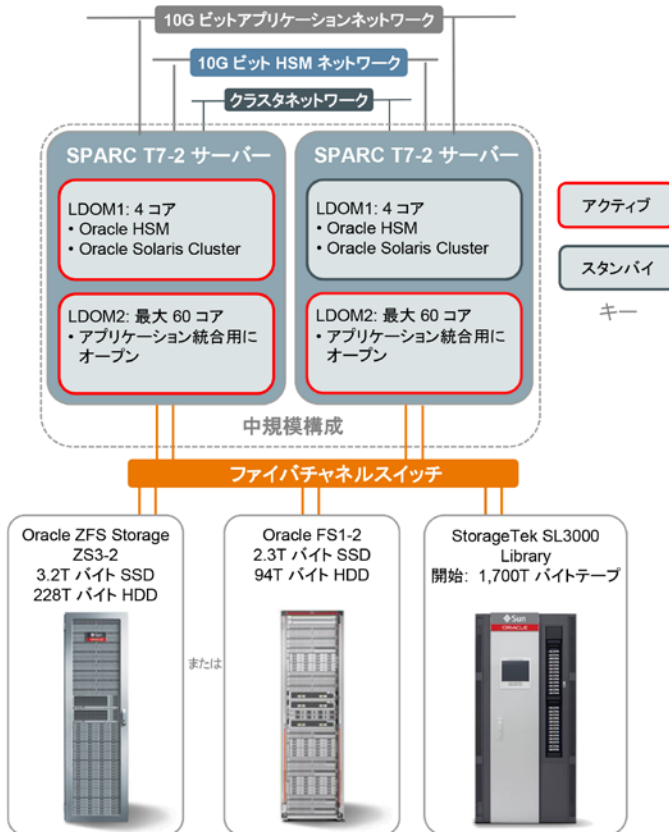 10G ビットアプリケーションネットワーク
10G ビット HSM ネットワーク
クラスタネットワーク
SPARC T7-2 サーバー
LDOM1: 4 コア
• Oracle HSM
• Oracle Solaris Cluster
LDOM2: 最大 60 コア
• アプリケーション統合用に
オープン
SPARC T7-2 サーバー
LDOM1: 4 コア
• Oracle HSM
• Oracle Solaris Cluster
LDOM2: 最大 60 コア
• アプリケーション統合用に
オープン
アクティブ
スタンバイ
キー
中規模構成
ファイバチャネルスイッチ
Oracle ZFS Storage
ZS3-2
3.2T バイト SSD
228T バイト HDD
または
Oracle FS1-2
2.3T バイト SSD
94T バイト HDD
StorageTek SL3000
Library
開始: 1,700T バイトテープ
Sun
ORACLE